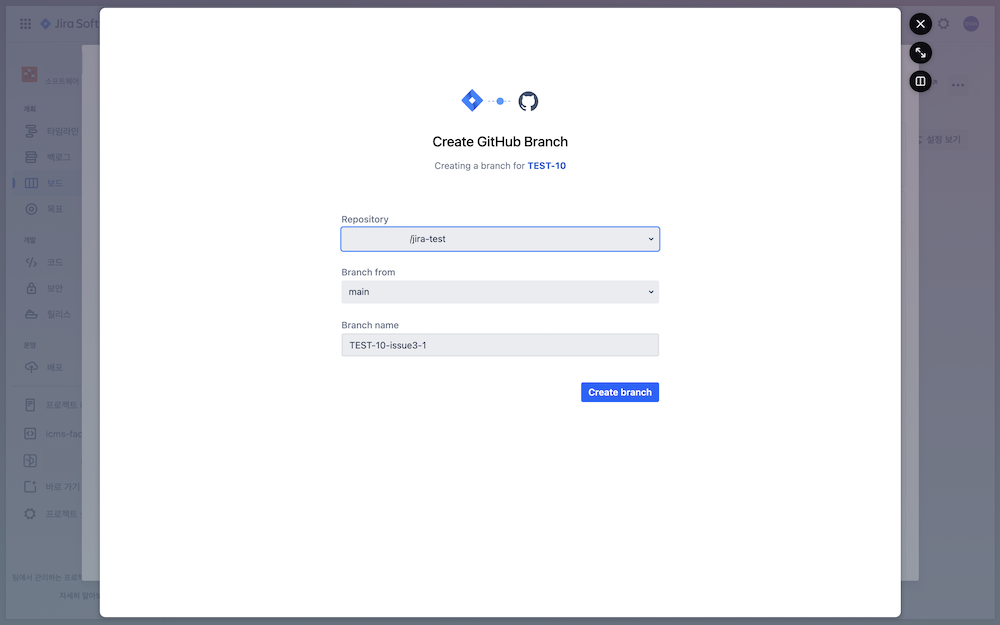 Jira Soft
Create GitHub Branch
Creating a branch for TEST-10
Repository
/jira-test
Branch from
main
Branch name
TEST-10-issue3-1
Create branch
소프트웨어
계획
타임라인
백로그
보드
목표
개발
코드
보안
릴리스
운영
배포
프로젝트
icms-fac
바로 가기
프로젝트
팀에서 관리하는 프로젝
자세히 알아보
설정 보기